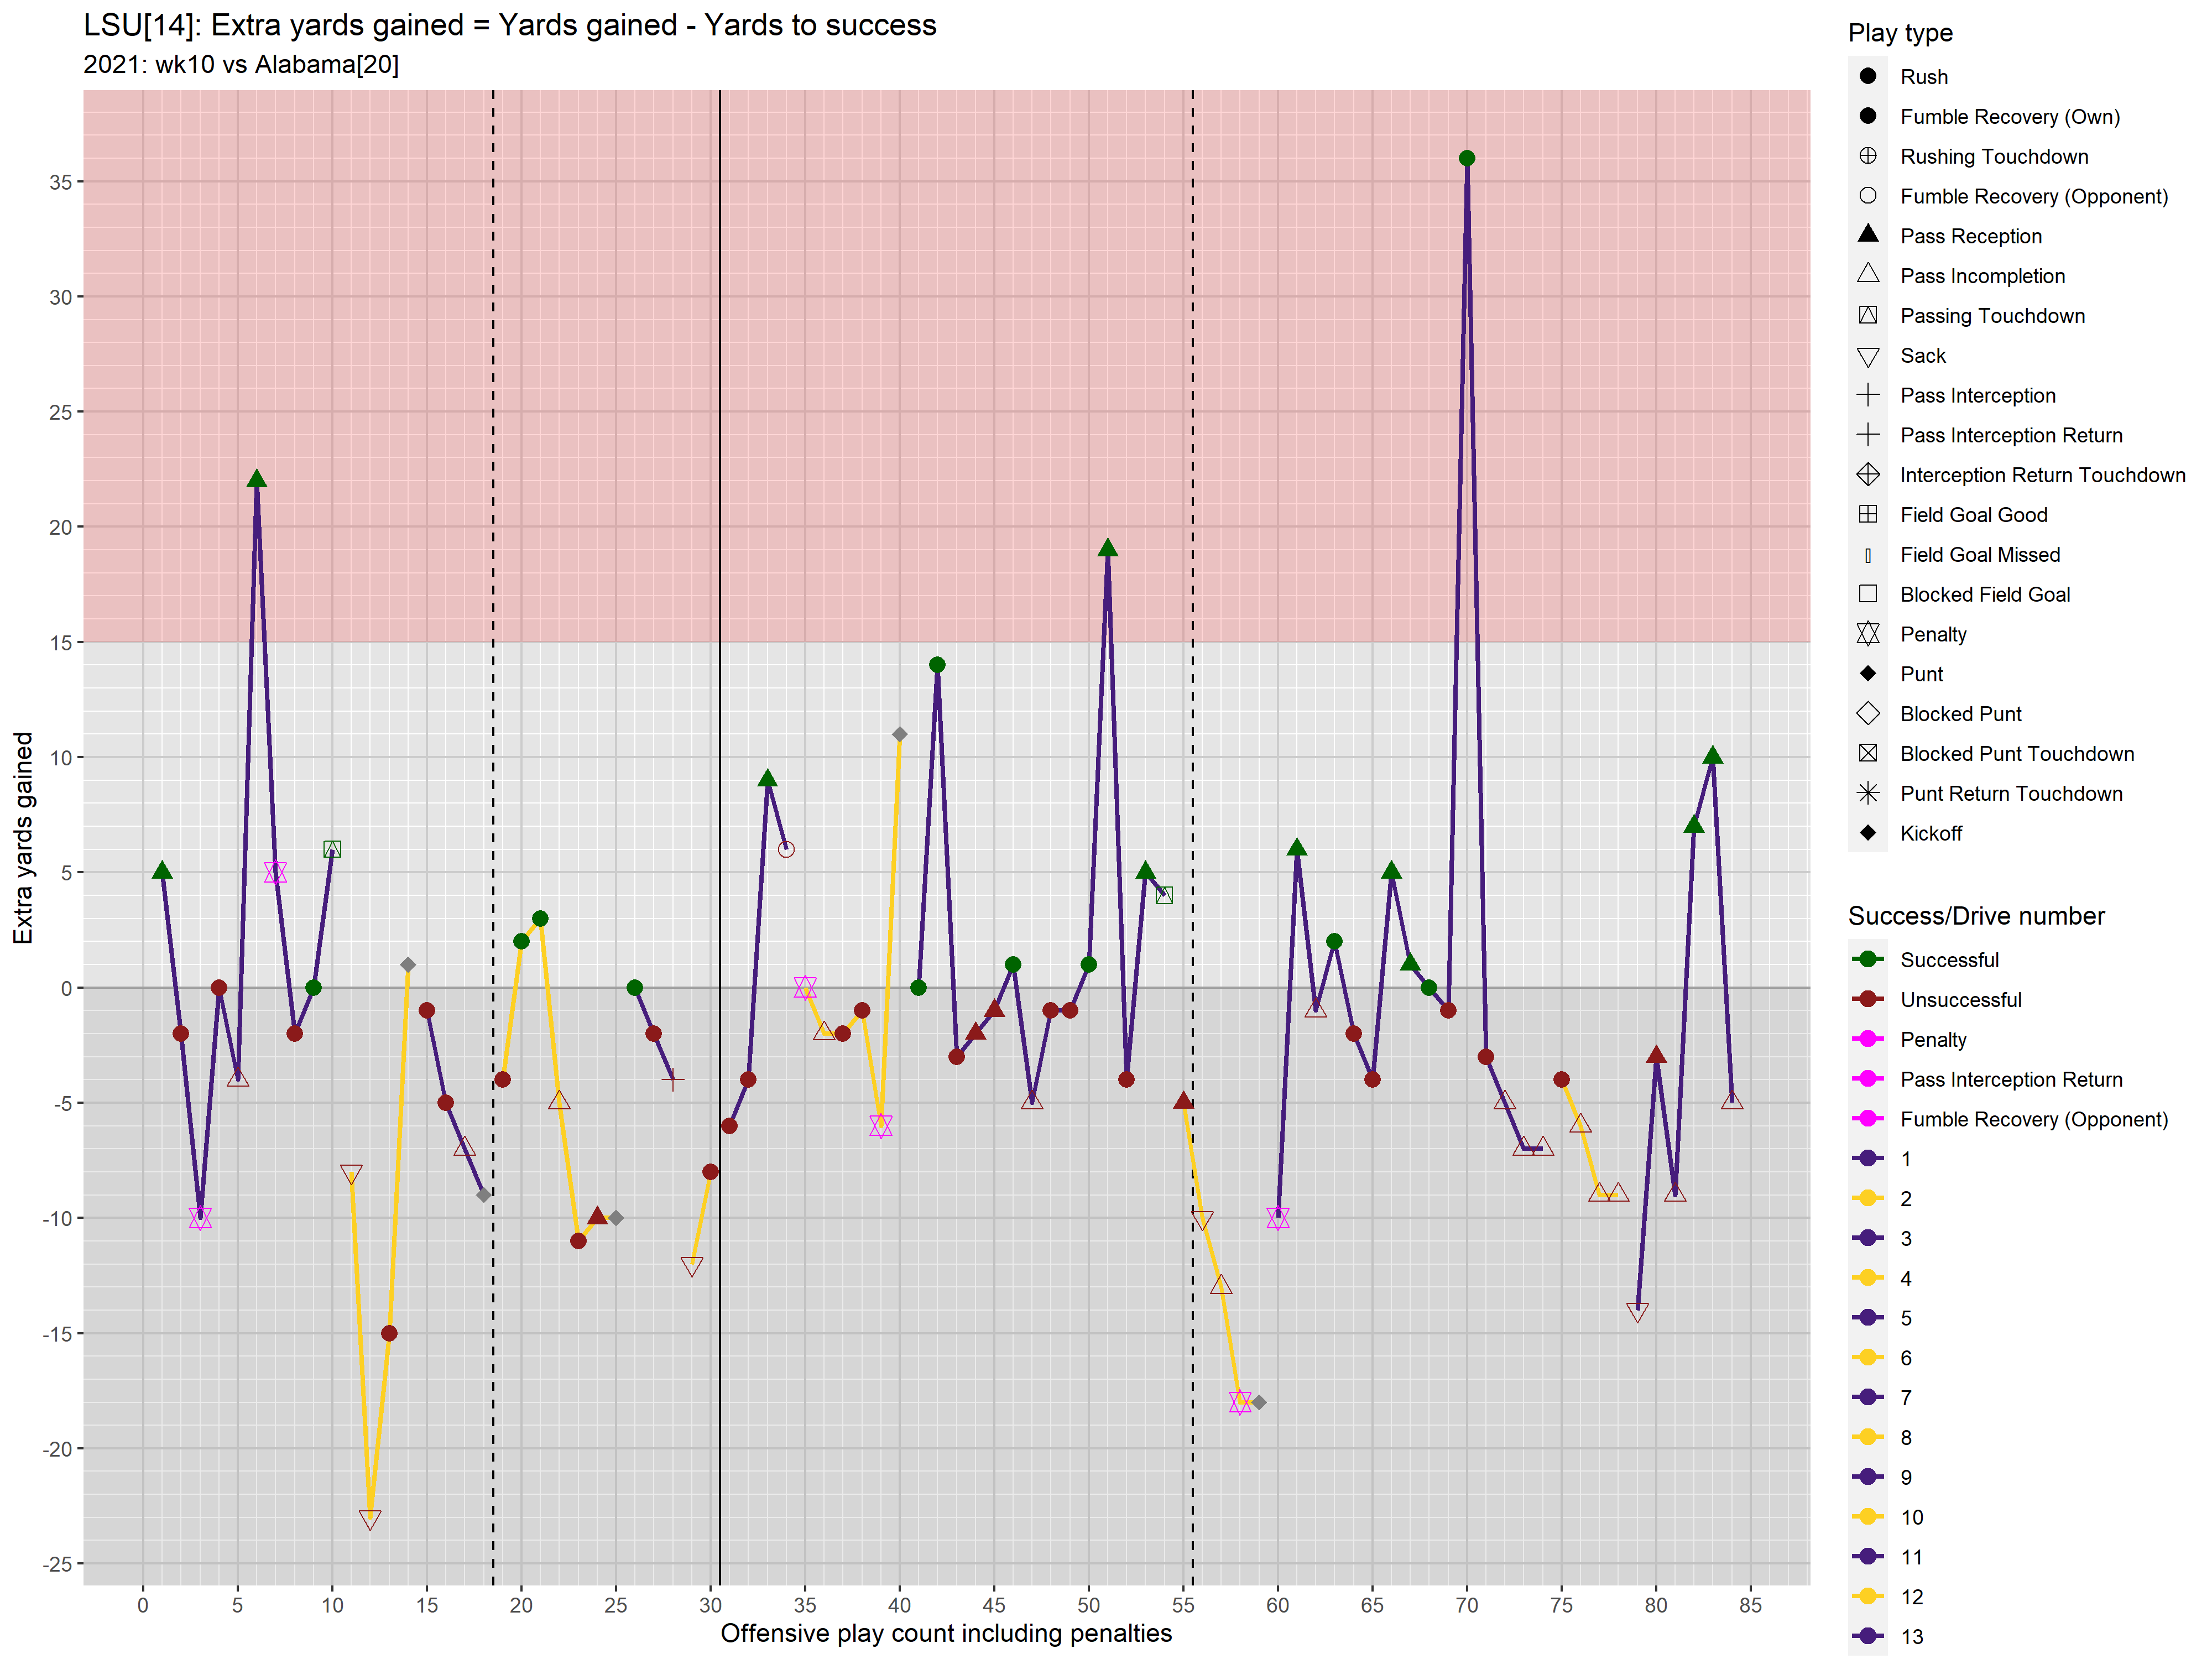 LSU[14]: Extra yards gained = Yards gained - Yards to success
2021: wk10 vs Alabama[20]
Extra yards gained
35
30
25
20
15
10
5
0
-5
-10
-15
-20
-25
0 5 10 15 20 25 30 35 40 45 50 55 60 65 70 75 80 85
Offensive play count including penalties
Play type
Rush
Fumble Recovery (Own)
Rushing Touchdown
Fumble Recovery (Opponent)
Pass Reception
Pass Incompletion
Passing Touchdown
Sack
Pass Interception
Pass Interception Return
Interception Return Touchdown
Field Goal Good
Field Goal Missed
Blocked Field Goal
Penalty
Punt
Blocked Punt
Blocked Punt Touchdown
Punt Return Touchdown
Kickoff
Success/Drive number
Successful
Unsuccessful
Penalty
Pass Interception Return
Fumble Recovery (Opponent)
1
2
3
4
5
6
7
8
9
10
11
12
13